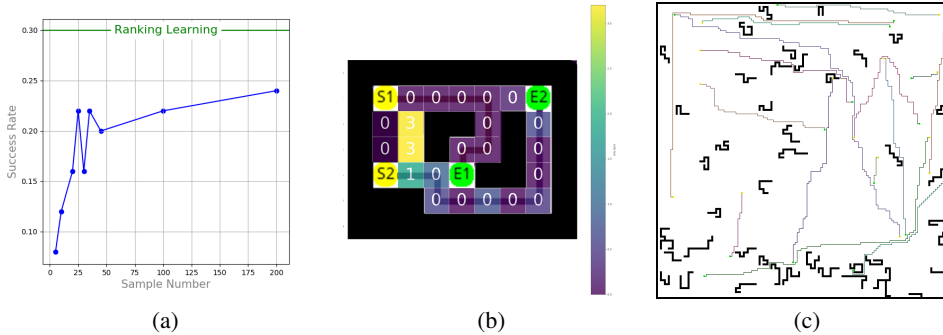 Ranking Learning
0.30
0.25
0.20
0.15
0.10
Success Rate
0 25 50 75 100 125 150 175 200
Sample Number
(a)
S1 0 0 0 0 0 E2
0 3 0 0
0 3 0 0 0
S2 1 0 E1 0
0 0 0 0 0
(b)
(c)